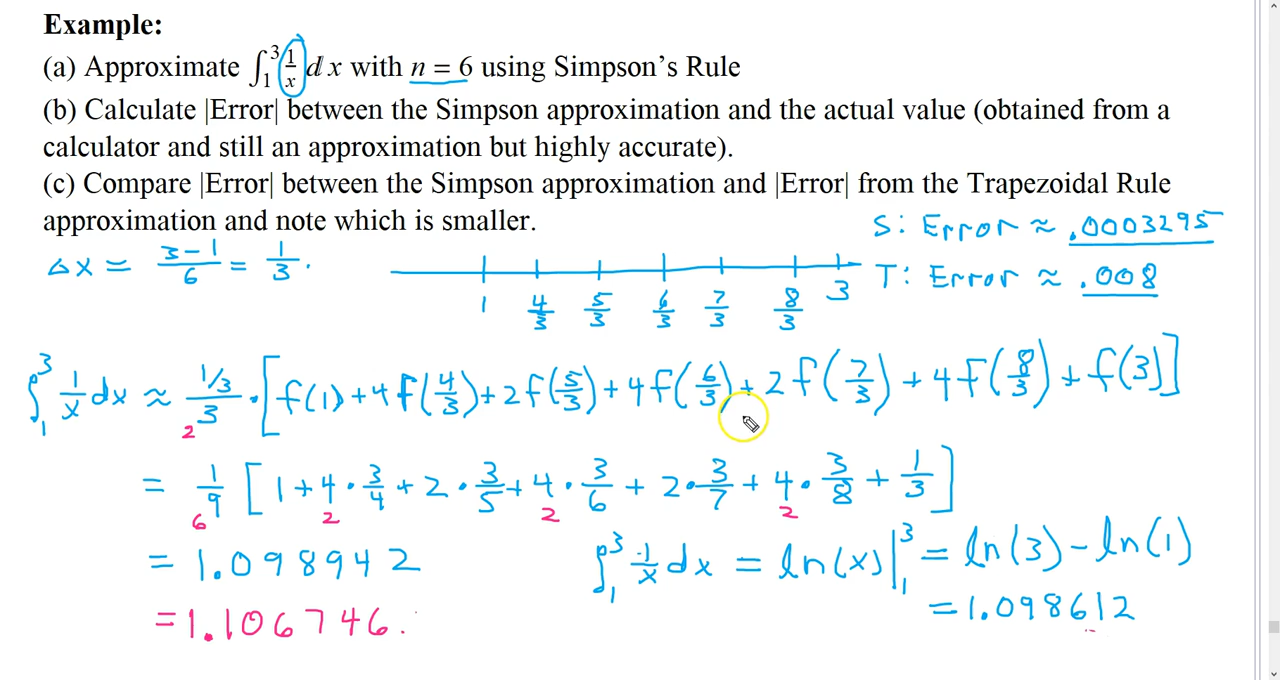 Example:
(a) Approximate ∫₁³ 1/x dx with n = 6 using Simpson's Rule
(b) Calculate |Error| between the Simpson approximation and the actual value (obtained from a
calculator and still an approximation but highly accurate).
(c) Compare |Error| between the Simpson approximation and |Error| from the Trapezoidal Rule
approximation and note which is smaller.
S: Error ≈ .0003295
Δx = (3-1)/6 = 1/3.
T: Error ≈ .008
1 4/3 5/3 6/3 7/3 8/3 3
∫₁³ 1/x dx ≈ (1/3)/3 · [f(1) + 4f(4/3) + 2f(5/3) + 4f(6/3) + 2f(7/3) + 4f(8/3) + f(3)]
2
= 1/9 [1 + 4·3/4 + 2·3/5 + 4·3/6 + 2·3/7 + 4·3/8 + 1/3]
6 2 2 2
= 1.098942
∫₁³ 1/x dx = ln(x)|₁³ = ln(3) - ln(1)
= 1.098612
= 1.106746.